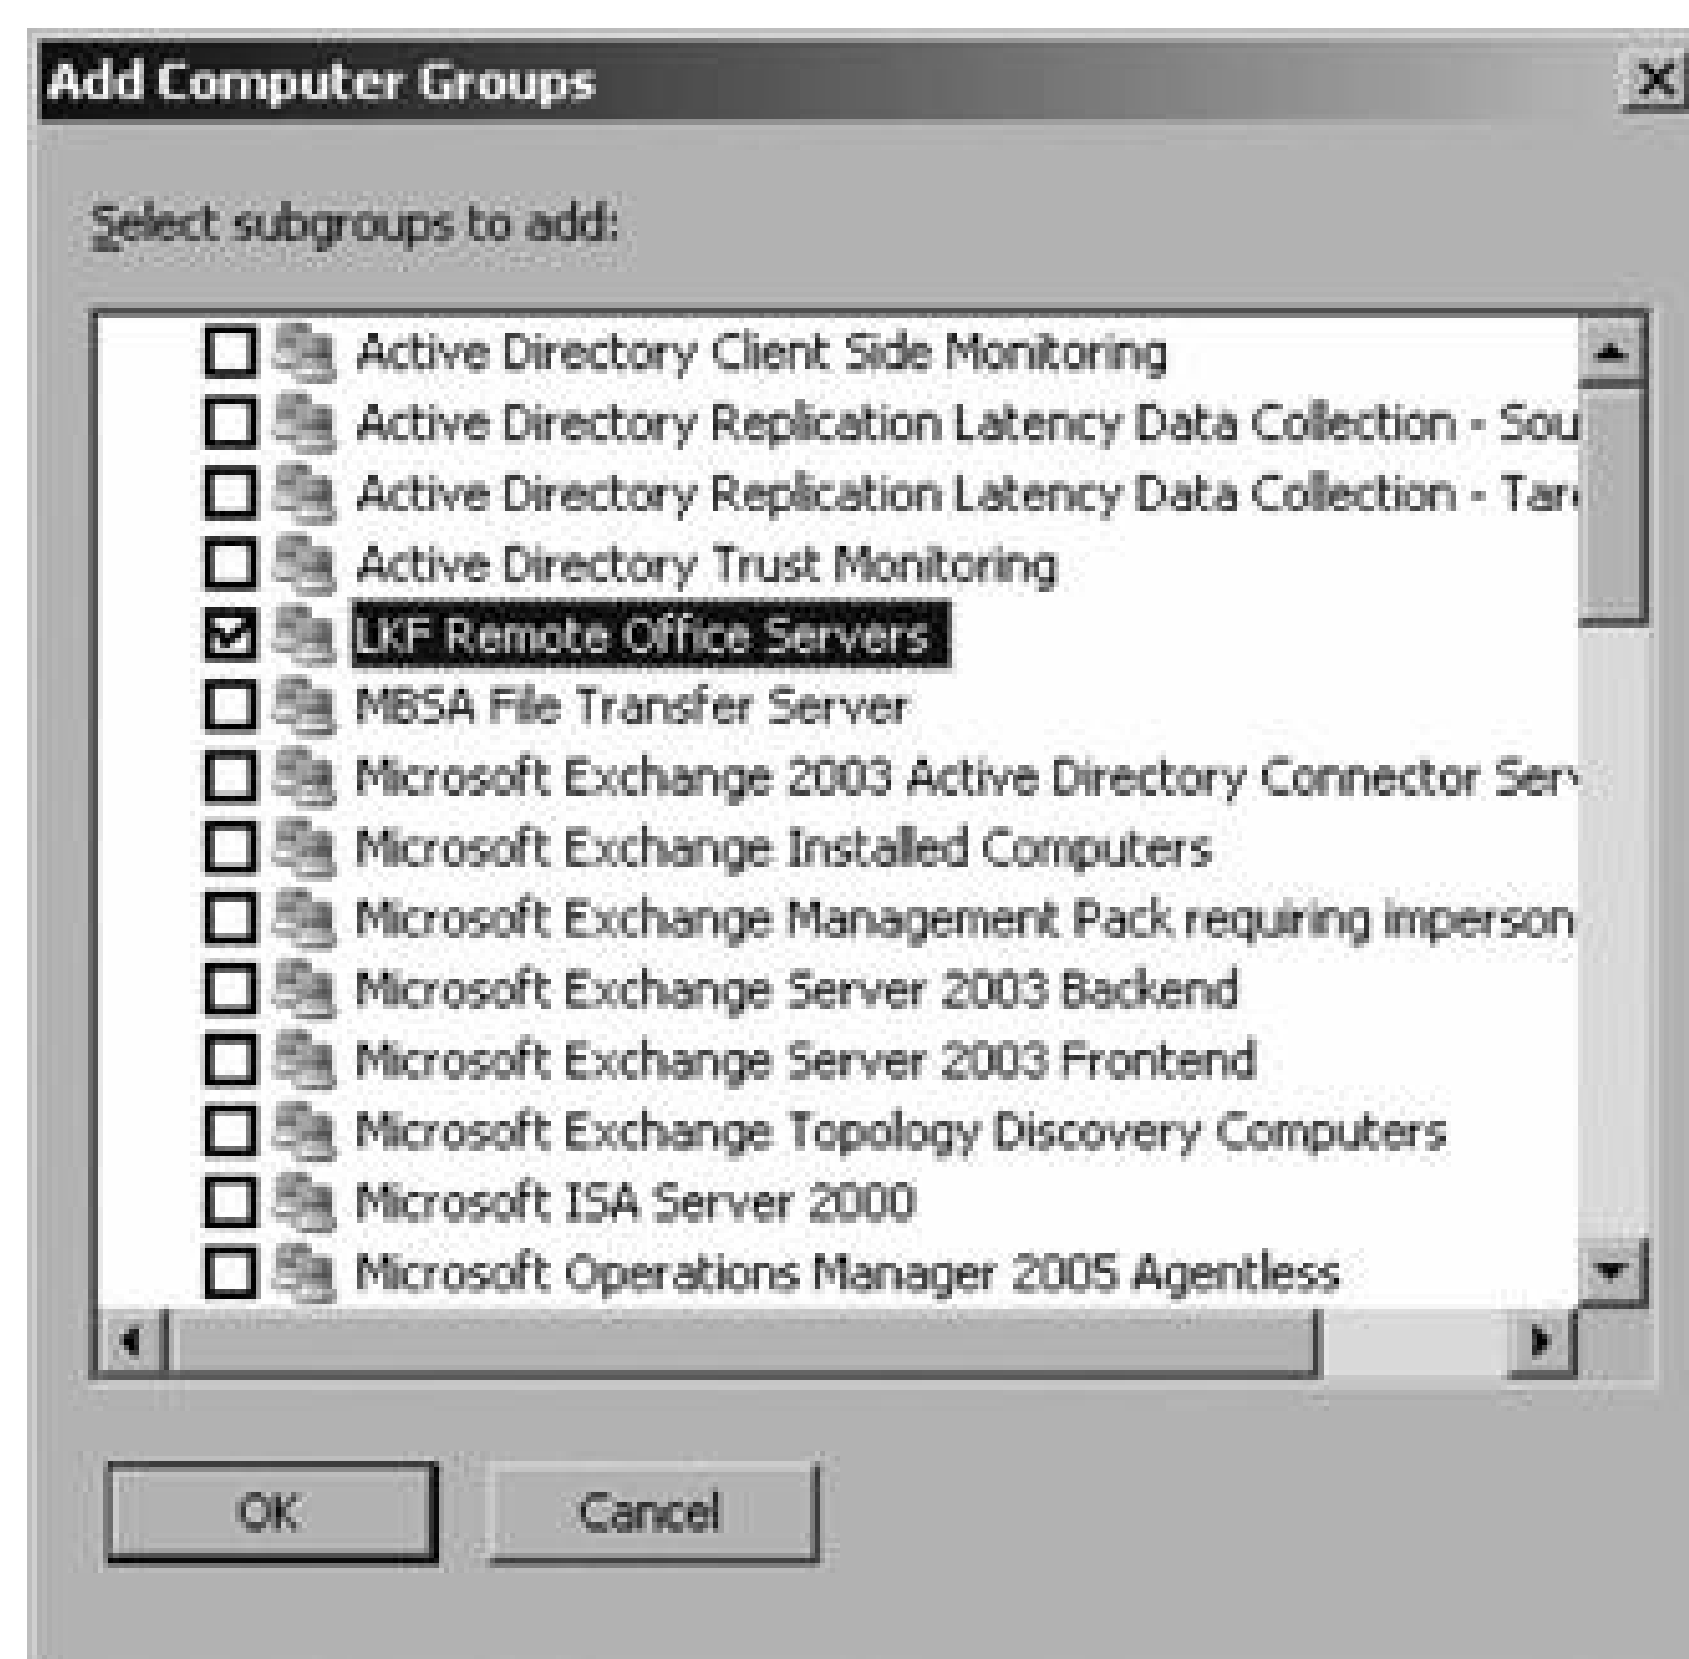 Add Computer Groups
Select subgroups to add:
Active Directory Client Side Monitoring
Active Directory Replication Latency Data Collection - Sou
Active Directory Replication Latency Data Collection - Tar
Active Directory Trust Monitoring
LKF Remote Office Servers
MBSA File Transfer Server
Microsoft Exchange 2003 Active Directory Connector Serv
Microsoft Exchange Installed Computers
Microsoft Exchange Management Pack requiring imperson
Microsoft Exchange Server 2003 Backend
Microsoft Exchange Server 2003 Frontend
Microsoft Exchange Topology Discovery Computers
Microsoft ISA Server 2000
Microsoft Operations Manager 2005 Agentless
OK Cancel